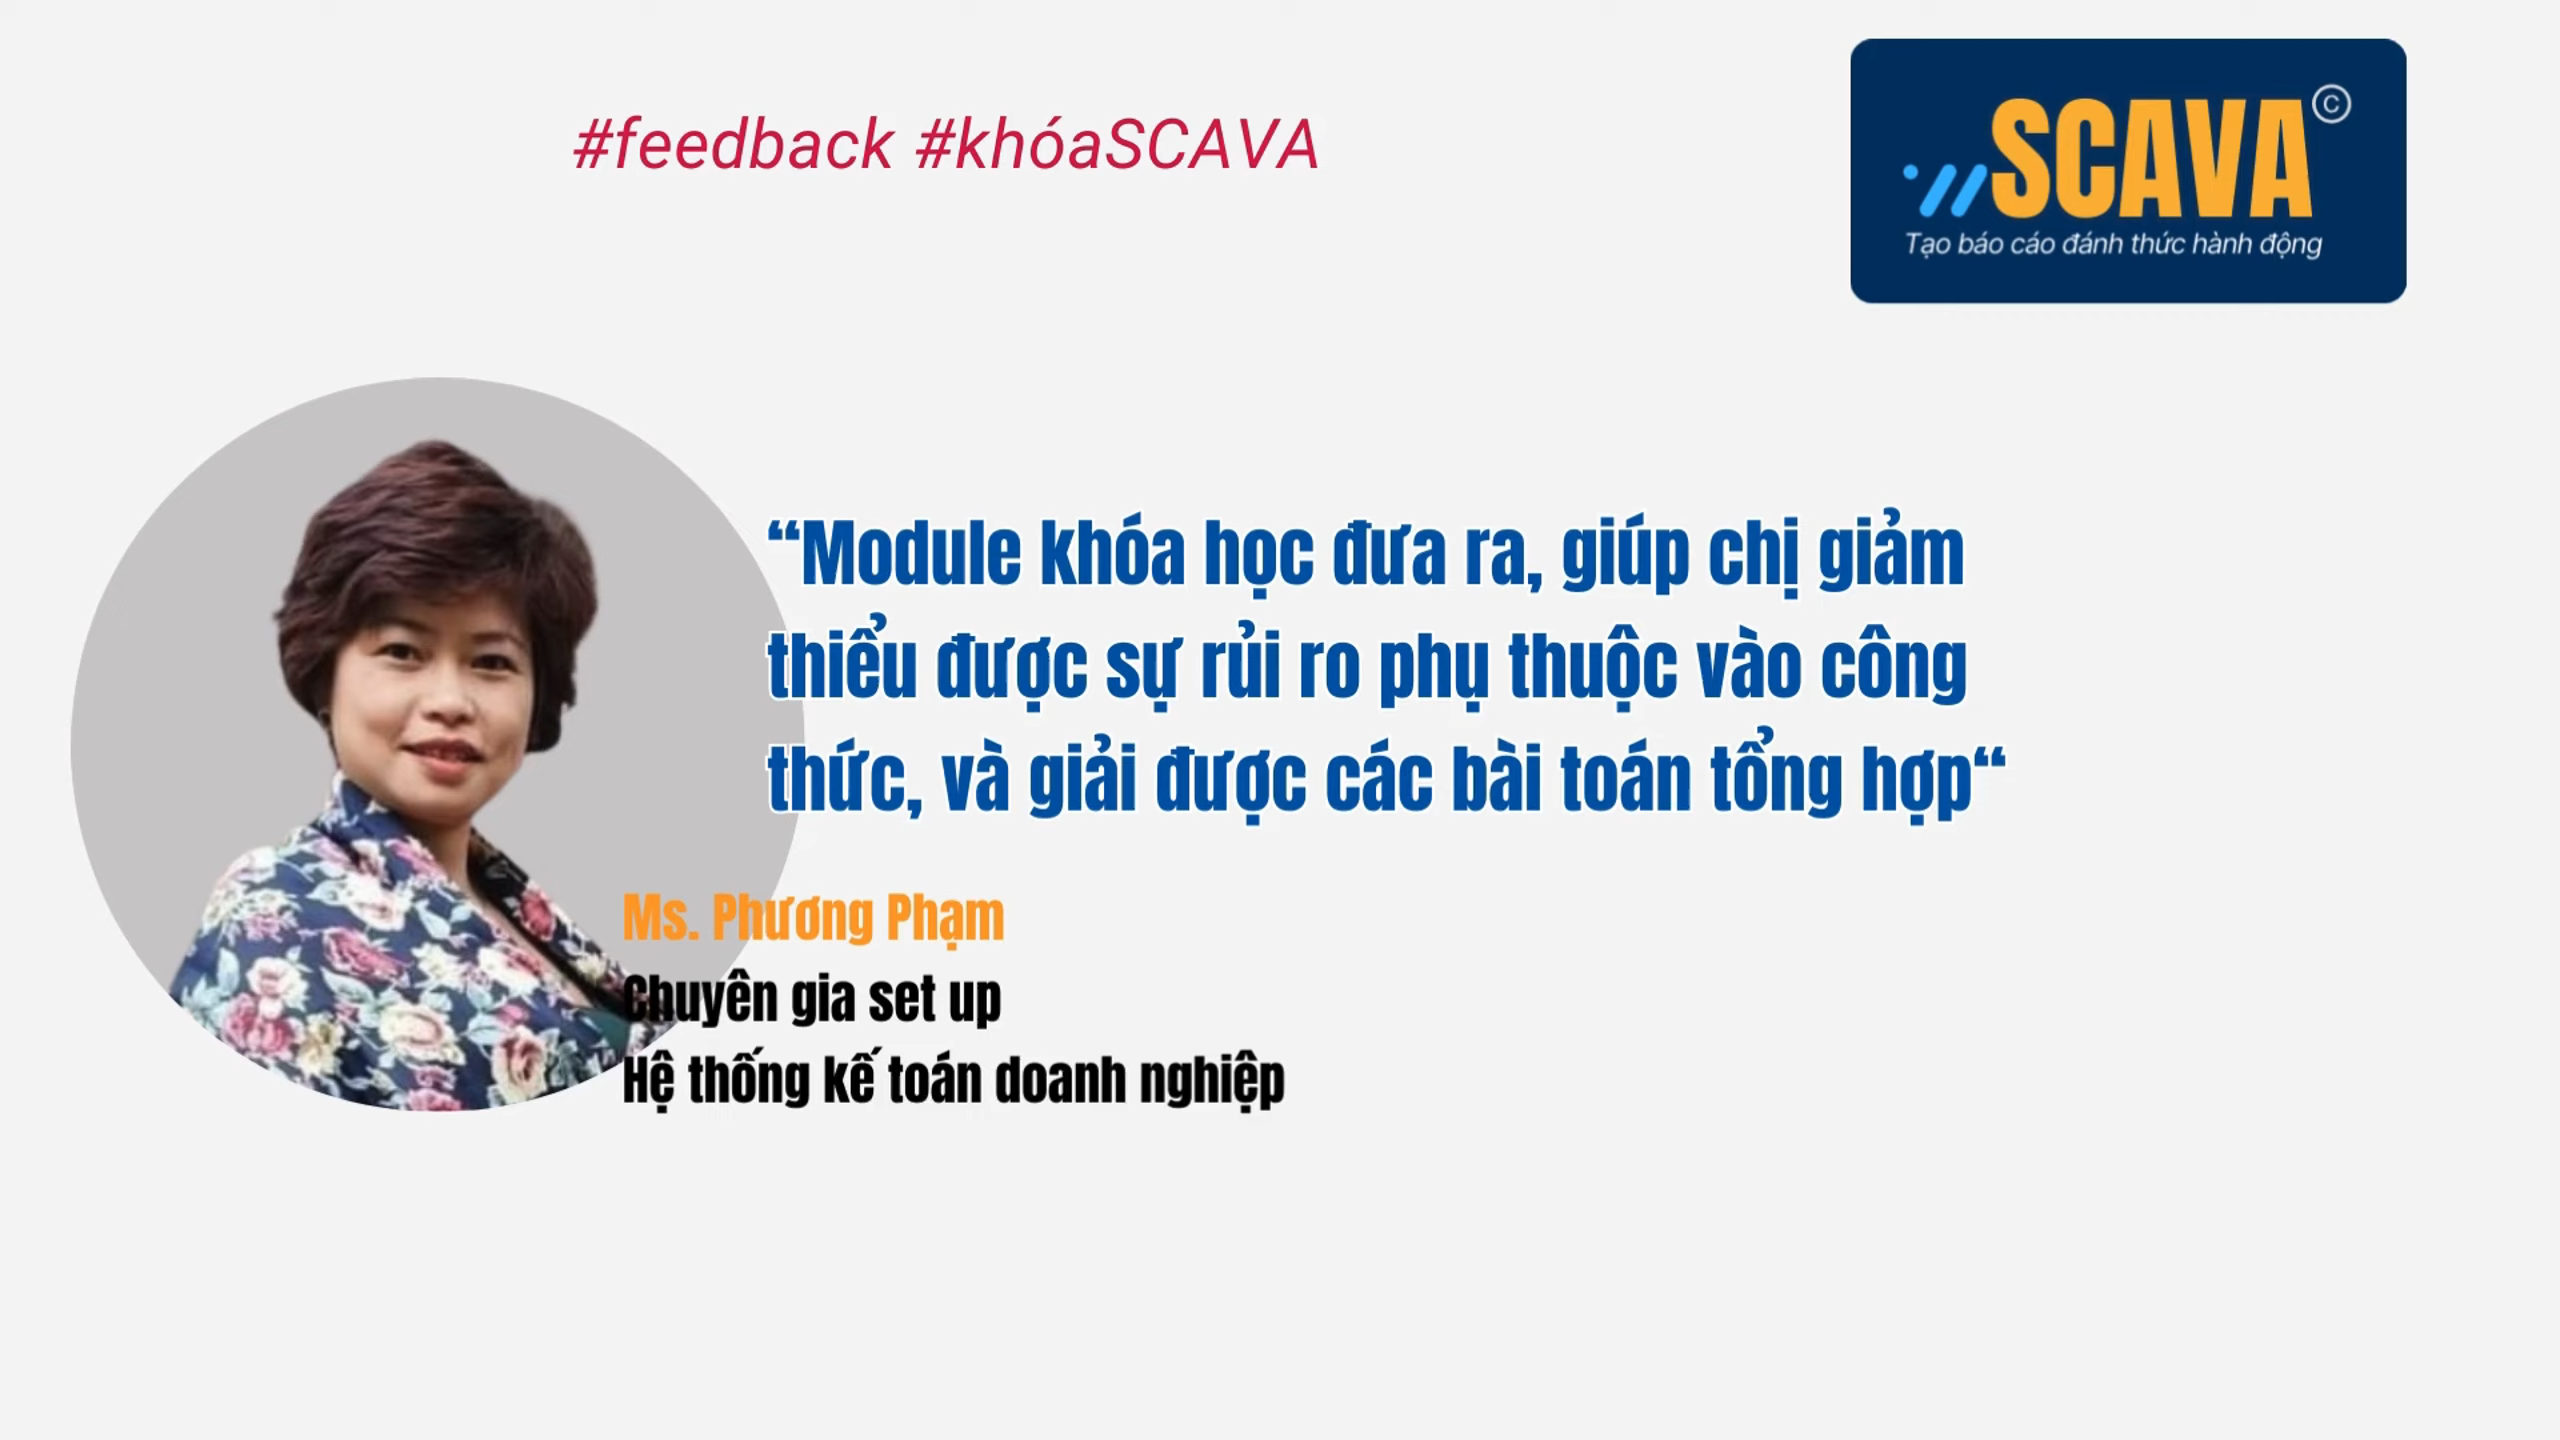 #feedback #khóaSCAVA
SCAVA©
Tạo báo cáo đánh thức hành động
“Module khóa học đưa ra, giúp chị giảm
thiểu được sự rủi ro phụ thuộc vào công
thức, và giải được các bài toán tổng hợp“
Ms. Phương Phạm
Chuyên gia set up
Hệ thống kế toán doanh nghiệp